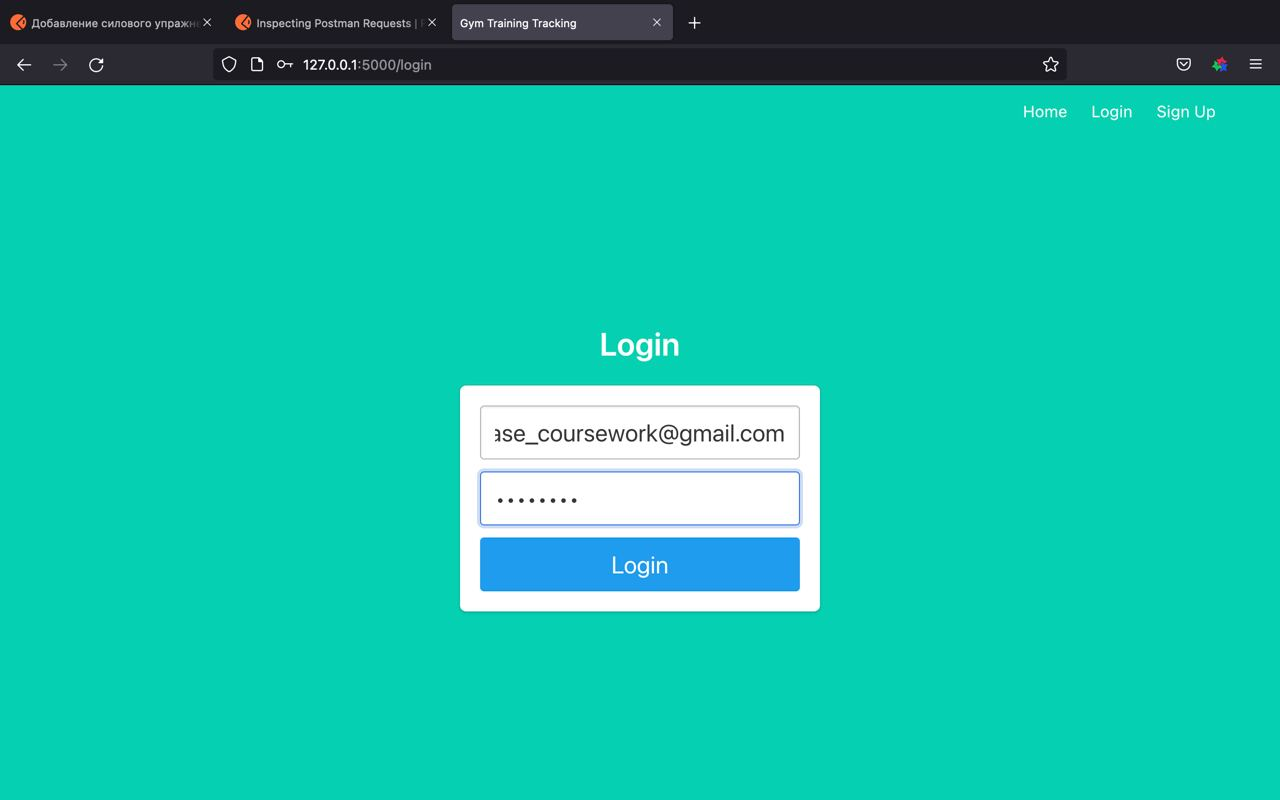 Добавление силового
Inspecting Postman Requests |
Gym Training Tracking
127.0.0.1:5000/login
Home
Login
Sign Up
Login
ase_coursework@gmail.com
••••••••
Login